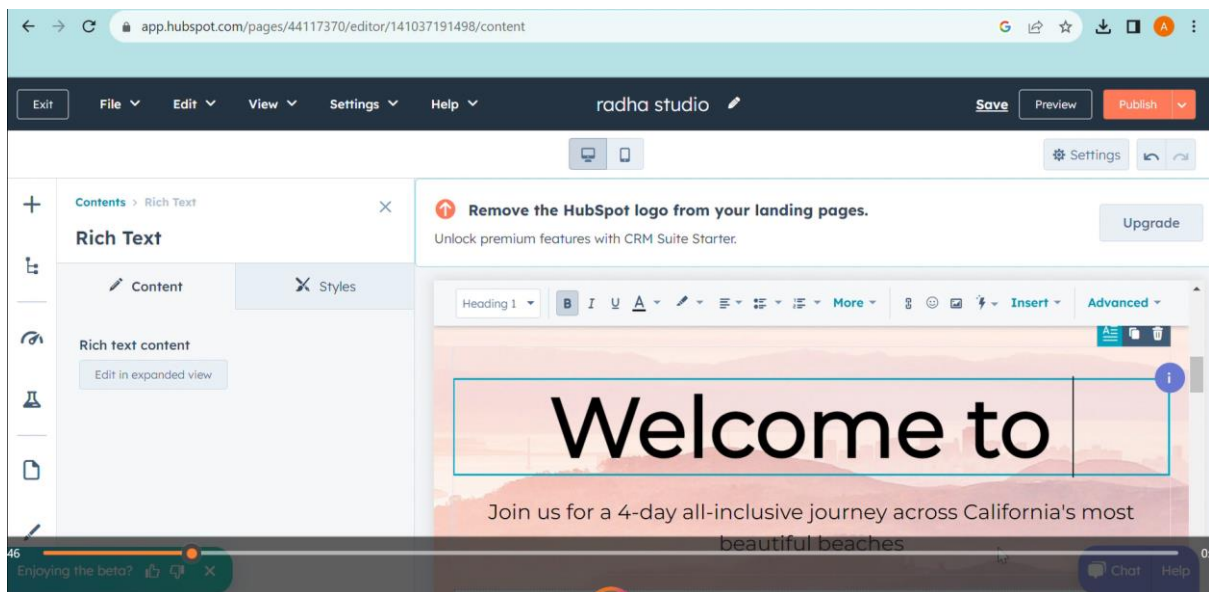 app.hubspot.com/pages/44117370/editor/141037191498/content
A
Exit File Edit View Settings Help radha studio Save Preview Publish
Settings
Contents > Rich Text
Rich Text
Content Styles
Rich text content
Edit in expanded view
Remove the HubSpot logo from your landing pages.
Unlock premium features with CRM Suite Starter.
Upgrade
Heading 1 B I U A More Insert Advanced
Welcome to
Join us for a 4-day all-inclusive journey across California's most
beautiful beaches
46
Enjoying the beta?
Chat Help